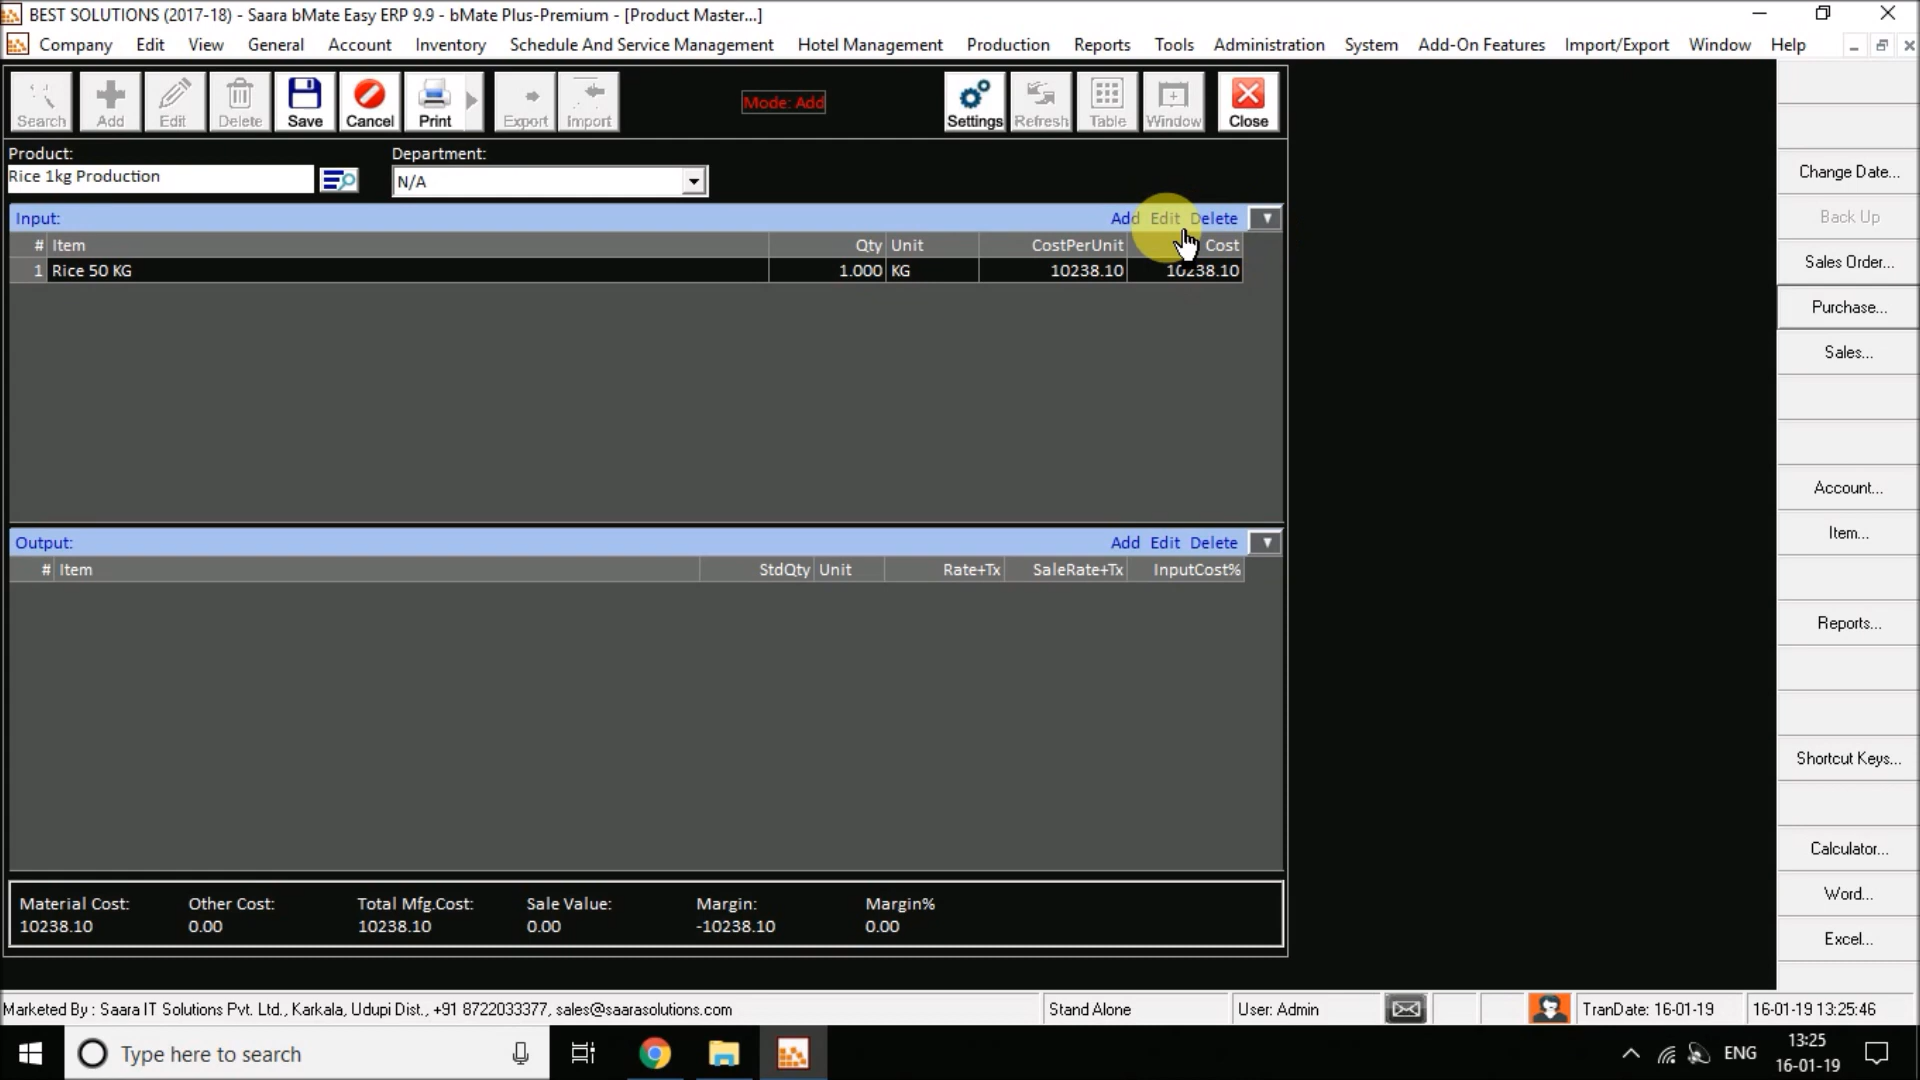 BEST SOLUTIONS (2017-18) - Saara bMate Easy ERP 9.9 - bMate Plus-Premium - [Product Master...]
Company Edit View General Account Inventory Schedule And Service Management Hotel Management Production Reports Tools Administration System Add-On Features Import/Export Window Help
Search Add Edit Delete Save Cancel Print Export Import Mode: Add Settings Refresh Table Window Close
Product: Department:
Rice 1kg Production N/A
Input: Add Edit Delete
# Item Qty Unit CostPerUnit Cost
1 Rice 50 KG 1.000 KG 10238.10 10238.10
Output: Add Edit Delete
# Item StdQty Unit Rate+Tx SaleRate+Tx InputCost%
Material Cost: Other Cost: Total Mfg.Cost: Sale Value: Margin: Margin%
10238.10 0.00 10238.10 0.00 -10238.10 0.00
Change Date...
Back Up
Sales Order...
Purchase...
Sales...
Account...
Item...
Reports...
Shortcut Keys...
Calculator...
Word...
Excel...
Marketed By : Saara IT Solutions Pvt. Ltd., Karkala, Udupi Dist., +91 8722033377, sales@saarasolutions.com Stand Alone User: Admin TranDate: 16-01-19 16-01-19 13:25:46
Type here to search ENG 13:25
16-01-19